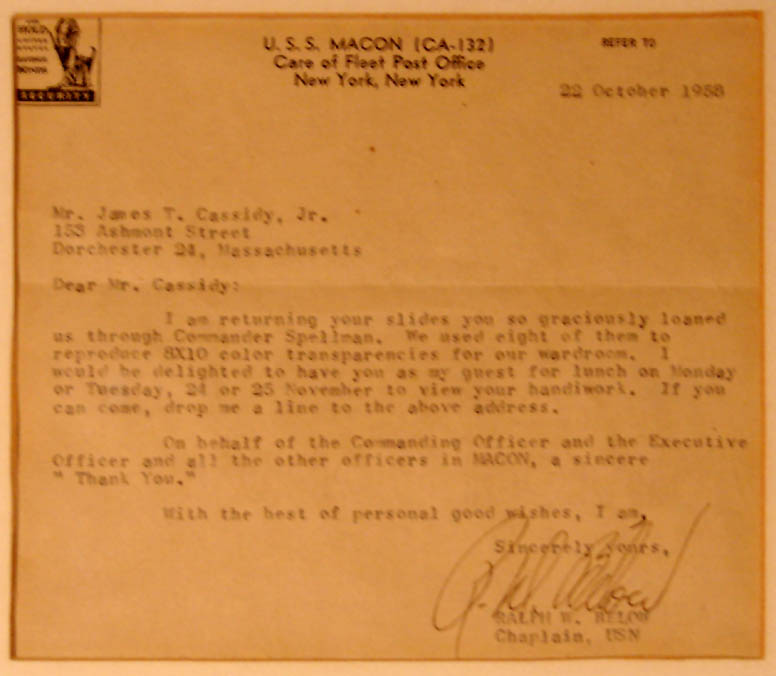 U. S. S. MACON (CA-132)
Care of Fleet Post Office
New York, New York
REFER TO
22 October 1958
SECURITY
Mr. James T. Cassidy, Jr.
153 Ashmont Street
Dorchester 24, Massachusetts
Dear Mr. Cassidy:
I am returning your slides you so graciously loaned
us through Commander Spellman. We used eight of them to
reproduce 8X10 color transparencies for our wardroom. I
would be delighted to have you as my guest for lunch on Monday
or Tuesday, 24 or 25 November to view your handiwork. If you
can come, drop me a line to the above address.
On behalf of the Commanding Officer and the Executive
Officer and all the other officers in MACON, a sincere
" Thank You."
With the best of personal good wishes, I am,
Sincerely yours,
RALPH W. BELOW
Chaplain, USN